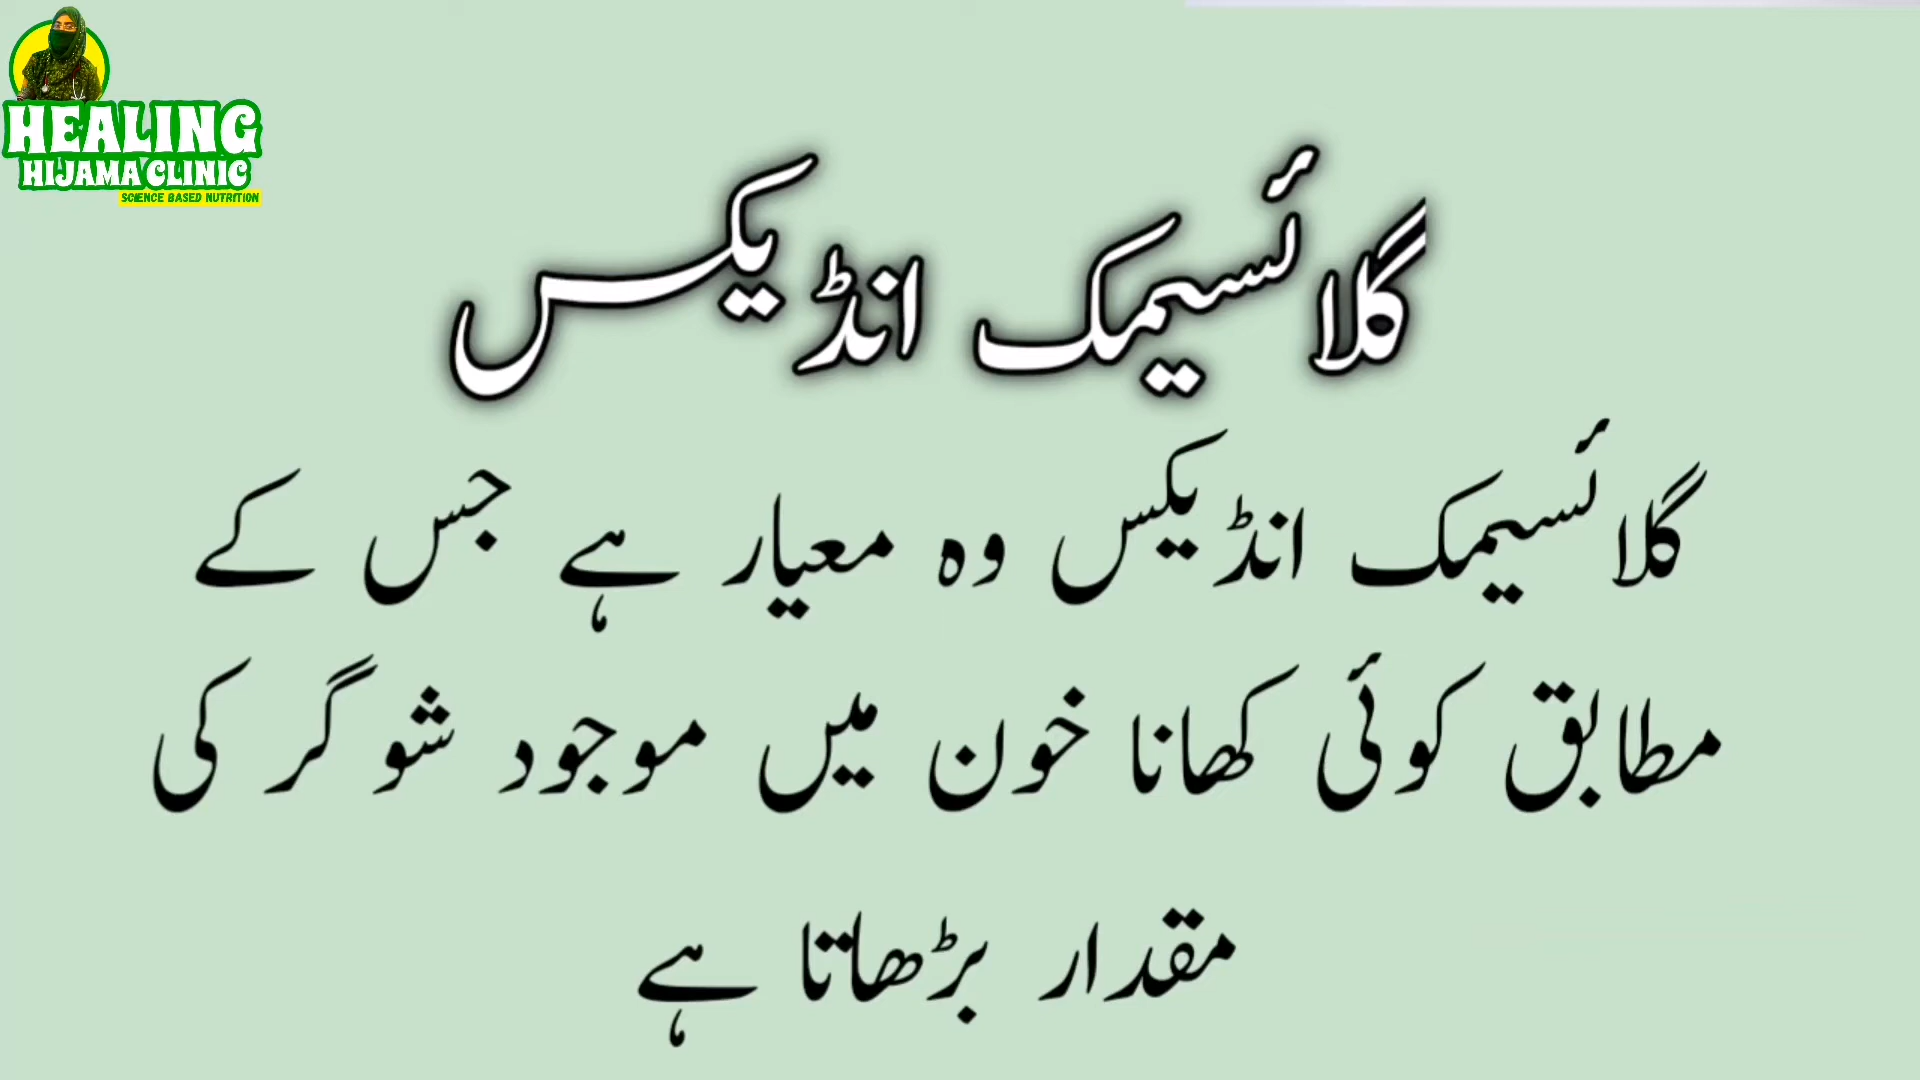 HEALING
HIJAMA CLINIC
SCIENCE BASED NUTRITION
گلائسیمک انڈیکس
گلائسیمک انڈیکس وہ معیار ہے جس کے
مطابق کوئی کھانا خون میں موجود شوگر کی
مقدار بڑھاتا ہے